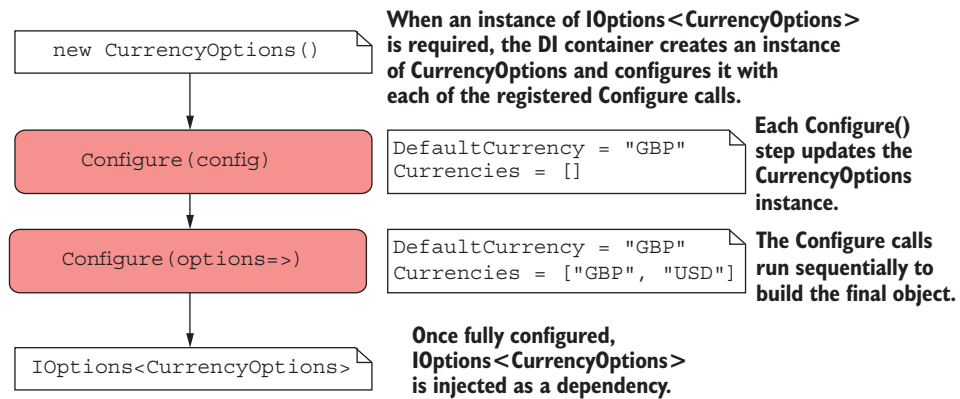 new CurrencyOptions()
When an instance of IOptions<CurrencyOptions>
is required, the DI container creates an instance
of CurrencyOptions and configures it with
each of the registered Configure calls.
Configure(config)
DefaultCurrency = "GBP"
Currencies = []
Each Configure()
step updates the
CurrencyOptions
instance.
Configure(options=>)
DefaultCurrency = "GBP"
Currencies = ["GBP", "USD"]
The Configure calls
run sequentially to
build the final object.
IOptions<CurrencyOptions>
Once fully configured,
IOptions<CurrencyOptions>
is injected as a dependency.